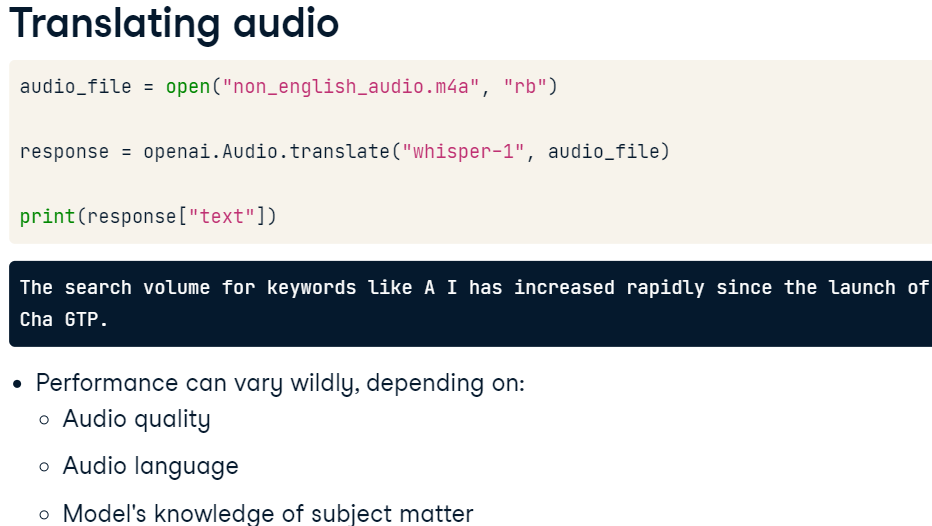 Translating audio
audio_file = open("non_english_audio.m4a", "rb")
response = openai.Audio.translate("whisper-1", audio_file)
print(response["text"])
The search volume for keywords like A I has increased rapidly since the launch of
Cha GTP.
• Performance can vary wildly, depending on:
○ Audio quality
○ Audio language
○ Model's knowledge of subject matter